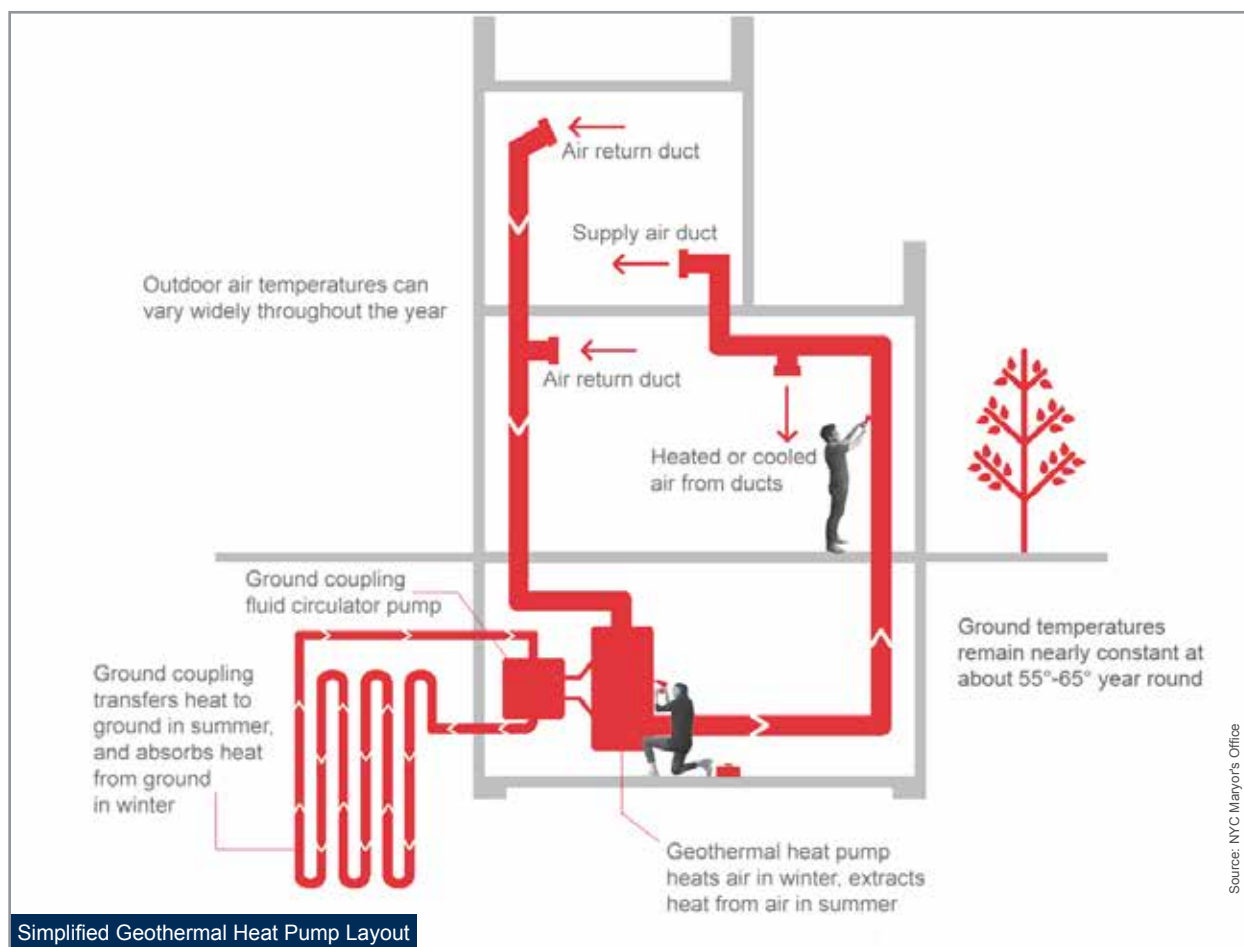 Air return duct
Supply air duct
Outdoor air temperatures can
vary widely throughout the year
Air return duct
Heated or cooled
air from ducts
Ground coupling
fluid circulator pump
Ground temperatures
remain nearly constant at
about 55°-65° year round
Ground coupling
transfers heat to
ground in summer,
and absorbs heat
from ground
in winter
Geothermal heat pump
heats air in winter, extracts
heat from air in summer
Source: NYC Maryor's Office
Simplified Geothermal Heat Pump Layout